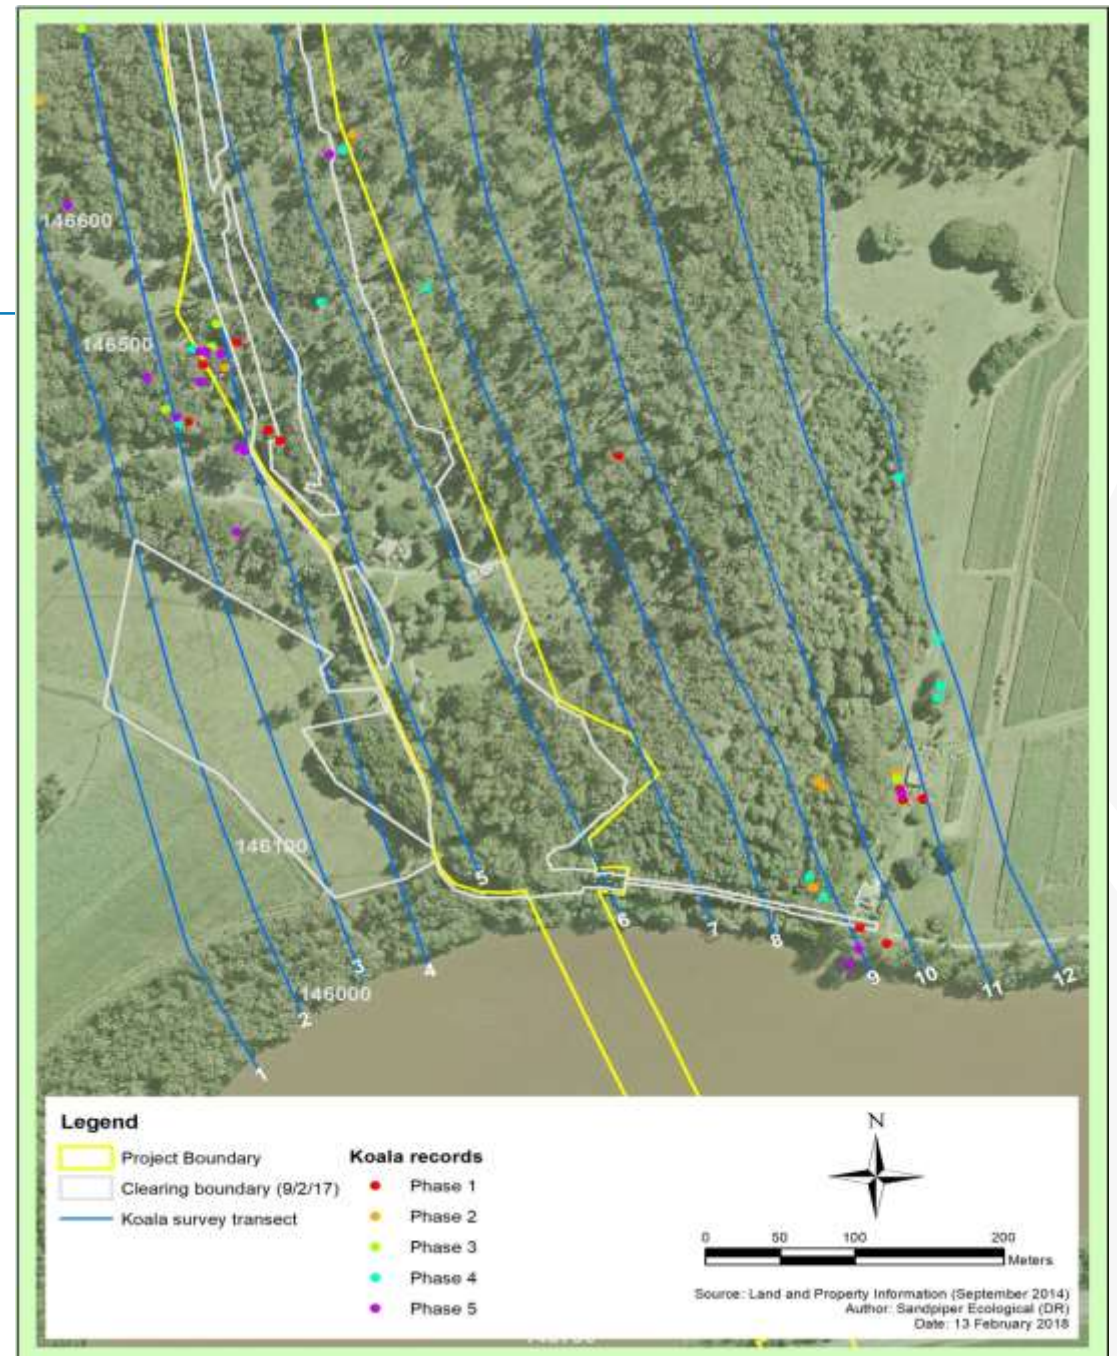 146600
146500
146100
5
6
7
8
9
10
11
12
3
4
146000
2
1
Legend
Project Boundary
Clearing boundary (9/2/17)
Koala survey transect
Koala records
Phase 1
Phase 2
Phase 3
Phase 4
Phase 5
N
0 50 100 200
Meters
Source: Land and Property Information (September 2014)
Author: Sandpiper Ecological (DR)
Date: 13 February 2018